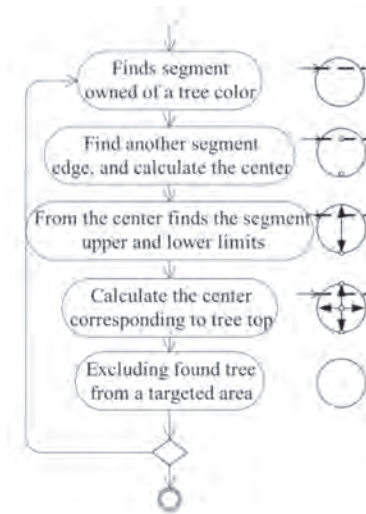 Finds segment
owned of a tree color
Find another segment
edge, and calculate the center
From the center finds the segment
upper and lower limits
Calculate the center
corresponding to tree top
Excluding found tree
from a targeted area